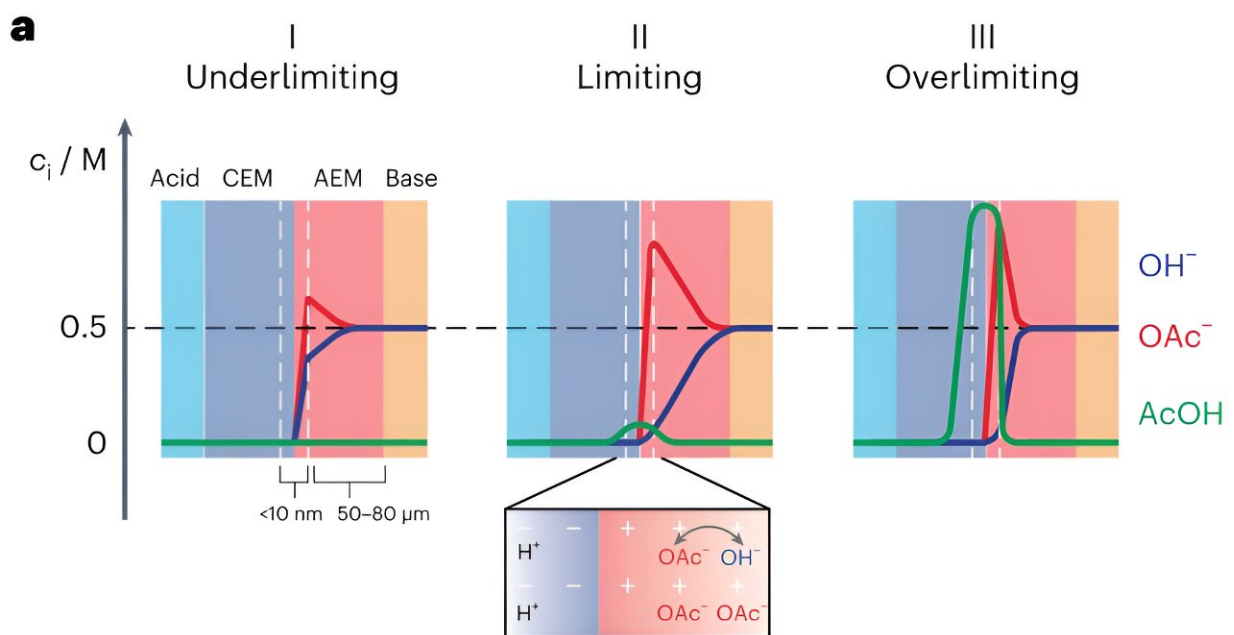 a
I
Underlimiting
II
Limiting
III
Overlimiting
cᵢ / M
Acid CEM AEM Base
0.5
0
OH⁻
OAc⁻
AcOH
<10 nm 50–80 µm
− − + + +
H⁺ OAc⁻ OH⁻
− − + + +
H⁺ OAc⁻ OAc⁻